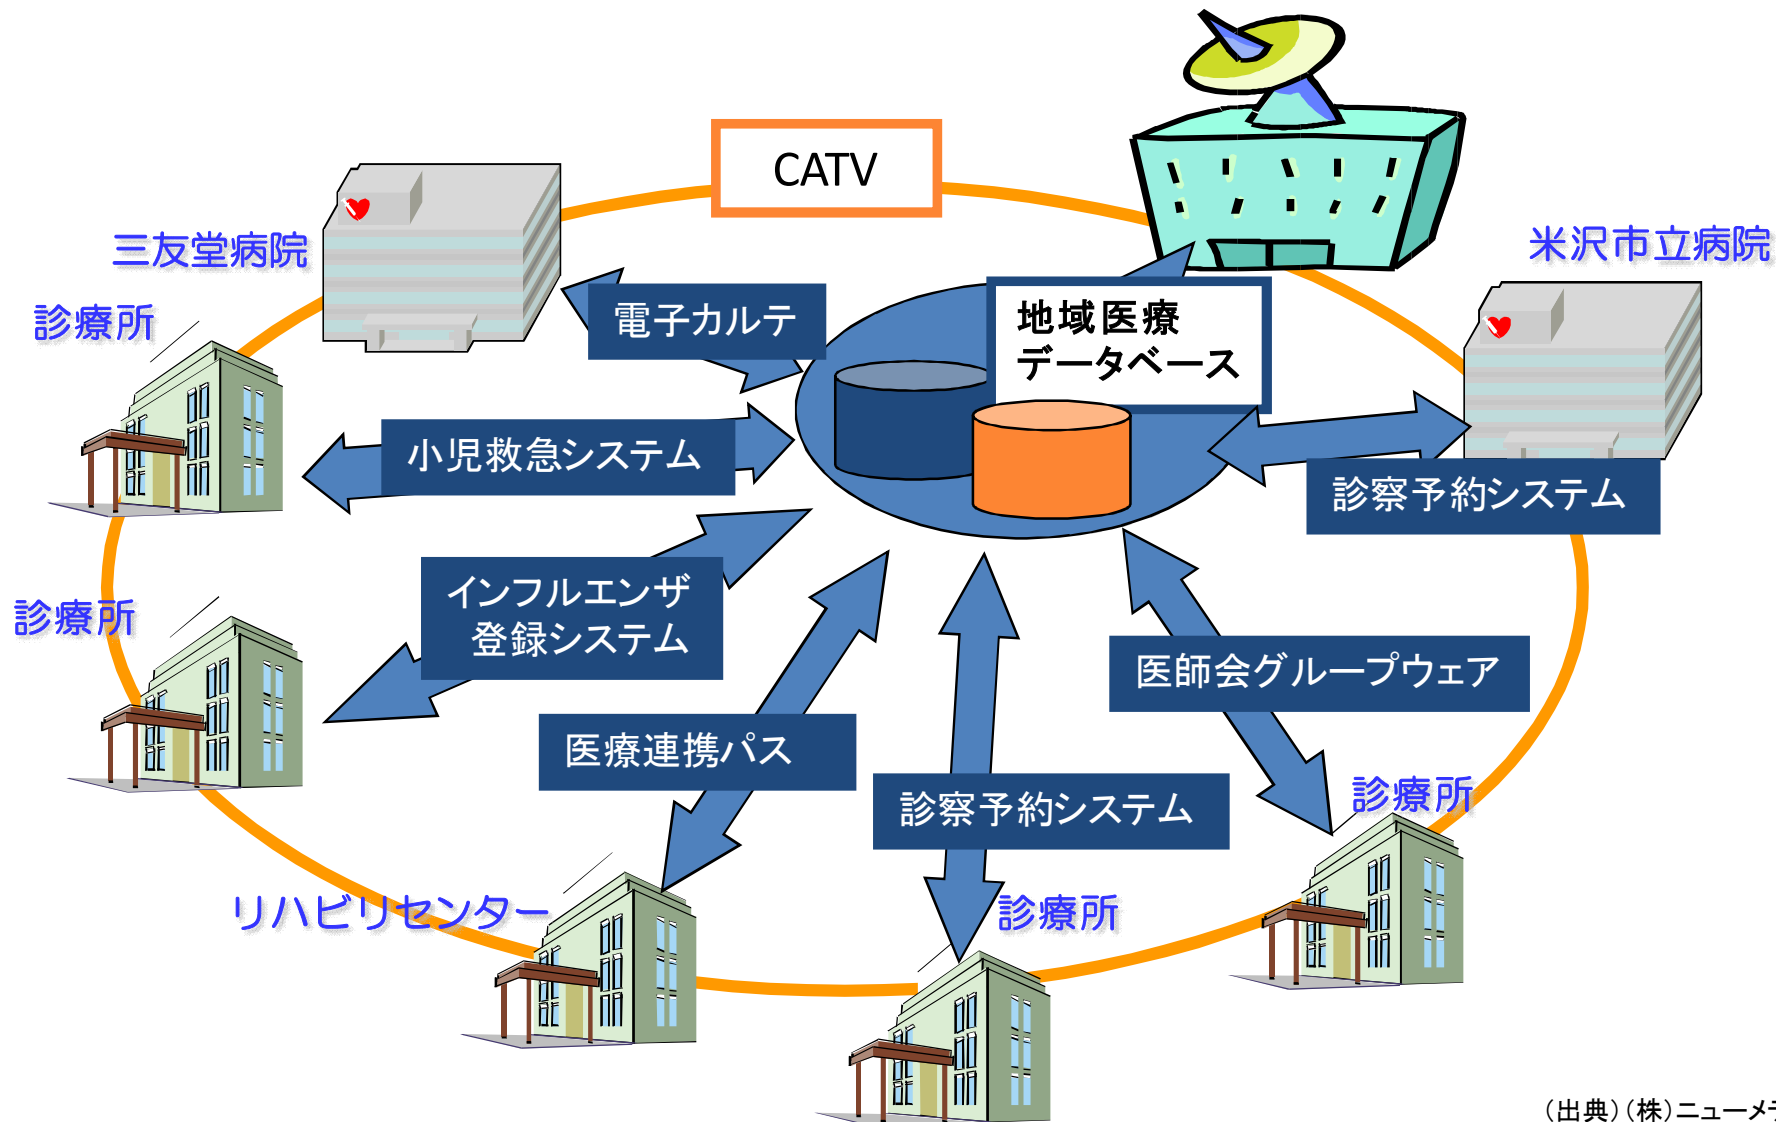 CATV
三友堂病院
米沢市立病院
診療所
電子カルテ
地域医療
データベース
小児救急システム
診察予約システム
診療所
インフルエンザ
登録システム
医師会グループウェア
医療連携パス
診察予約システム
診療所
リハビリセンター
診療所
（出典）（株）ニューメデ